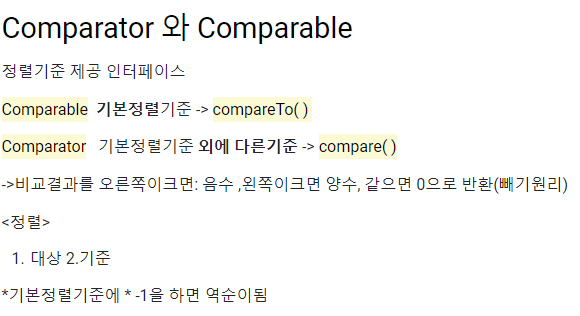 Comparator 와 Comparable
정렬기준 제공 인터페이스
Comparable 기본정렬기준 -> compareTo( )
Comparator 기본정렬기준 외에 다른기준 -> compare( )
->비교결과를 오른쪽이크면: 음수 ,왼쪽이크면 양수, 같으면 0으로 반환(빼기원리)
<정렬>
1. 대상 2.기준
*기본정렬기준에 * -1을 하면 역순이됨